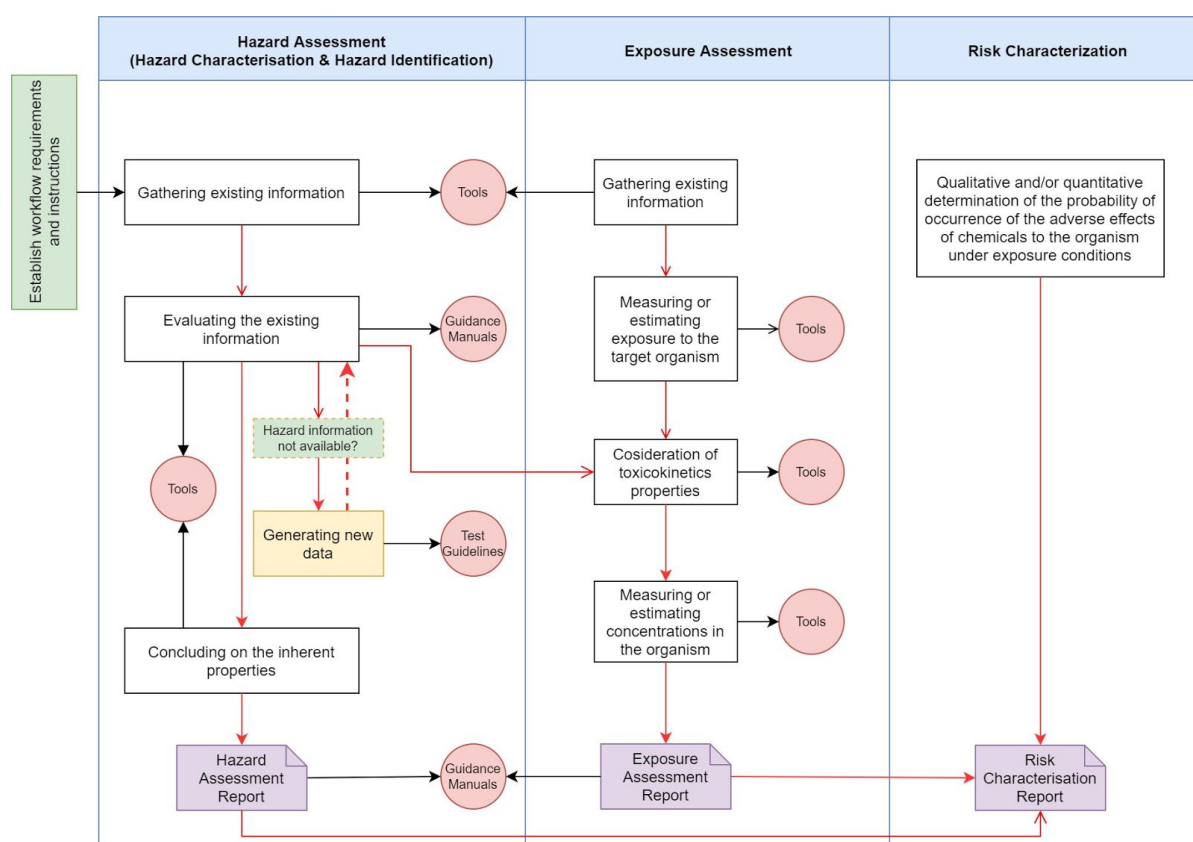 Hazard Assessment
(Hazard Characterisation & Hazard Identification)
Exposure Assessment
Risk Characterization
Establish workflow requirements
and instructions
Gathering existing information
Tools
Gathering existing
information
Qualitative and/or quantitative
determination of the probability of
occurrence of the adverse effects
of chemicals to the organism
under exposure conditions
Evaluating the existing
information
Guidance
Manuals
Measuring or
estimating
exposure to the
target organism
Tools
Hazard information
not available?
Cosideration of
toxicokinetics
properties
Tools
Tools
Generating new
data
Test
Guidelines
Measuring or
estimating
concentrations in
the organism
Tools
Concluding on the inherent
properties
Hazard
Assessment
Report
Guidance
Manuals
Exposure
Assessment
Report
Risk
Characterisation
Report